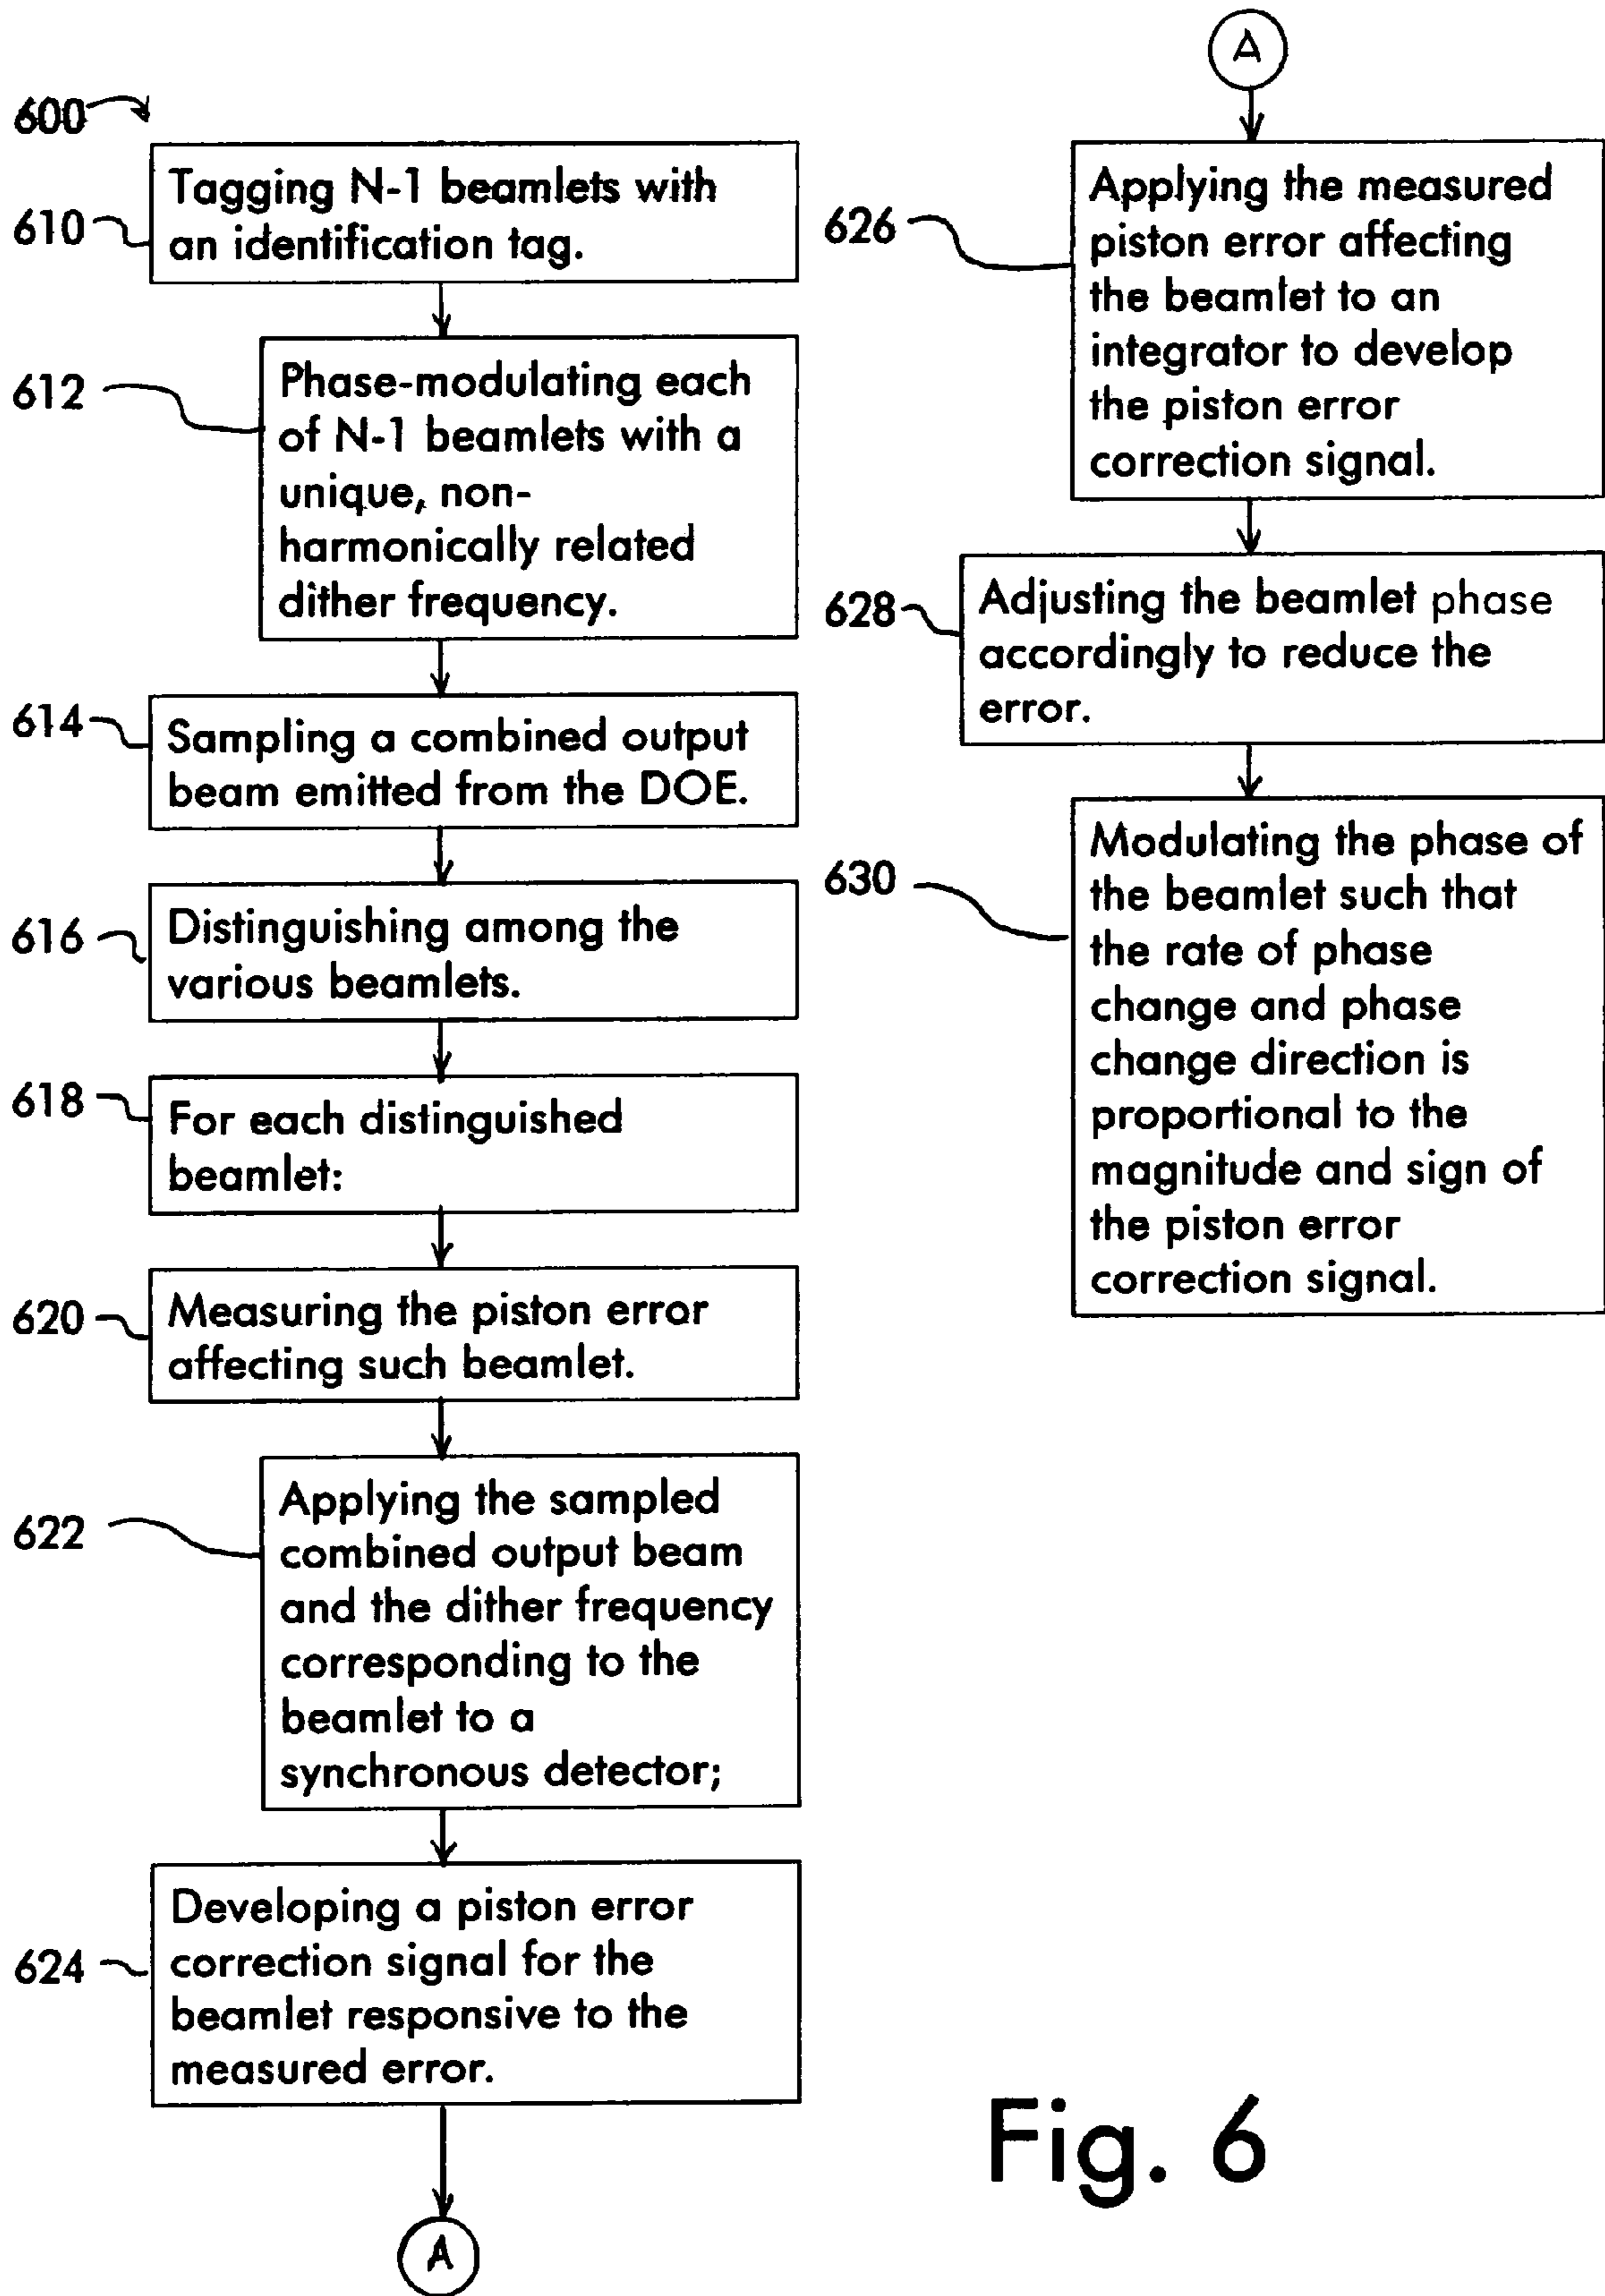 600
610
Tagging N-1 beamlets with
an identification tag.
612
Phase-modulating each
of N-1 beamlets with a
unique, non-
harmonically related
dither frequency.
614
Sampling a combined output
beam emitted from the DOE.
616
Distinguishing among the
various beamlets.
618
For each distinguished
beamlet:
620
Measuring the piston error
affecting such beamlet.
622
Applying the sampled
combined output beam
and the dither frequency
corresponding to the
beamlet to a
synchronous detector;
624
Developing a piston error
correction signal for the
beamlet responsive to the
measured error.
A
A
626
Applying the measured
piston error affecting
the beamlet to an
integrator to develop
the piston error
correction signal.
628
Adjusting the beamlet phase
accordingly to reduce the
error.
630
Modulating the phase of
the beamlet such that
the rate of phase
change and phase
change direction is
proportional to the
magnitude and sign of
the piston error
correction signal.
Fig. 6